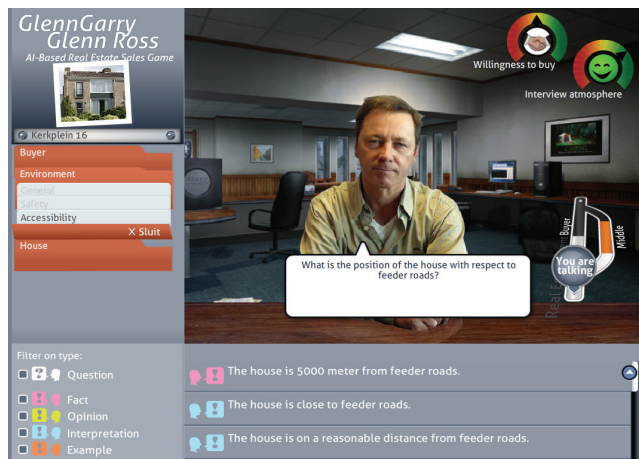 GlennGarry
Glenn Ross
AI-Based Real Estate Sales Game
Kerkplein 16
Buyer
Environment
General
Safety
Accessibility
X Sluit
House
Willingness to buy
Interview atmosphere
What is the position of the house with respect to
feeder roads?
Buyer
Middle
You are
talking
Filter on type:
Question
Fact
Opinion
Interpretation
Example
The house is 5000 meter from feeder roads.
The house is close to feeder roads.
The house is on a reasonable distance from feeder roads.